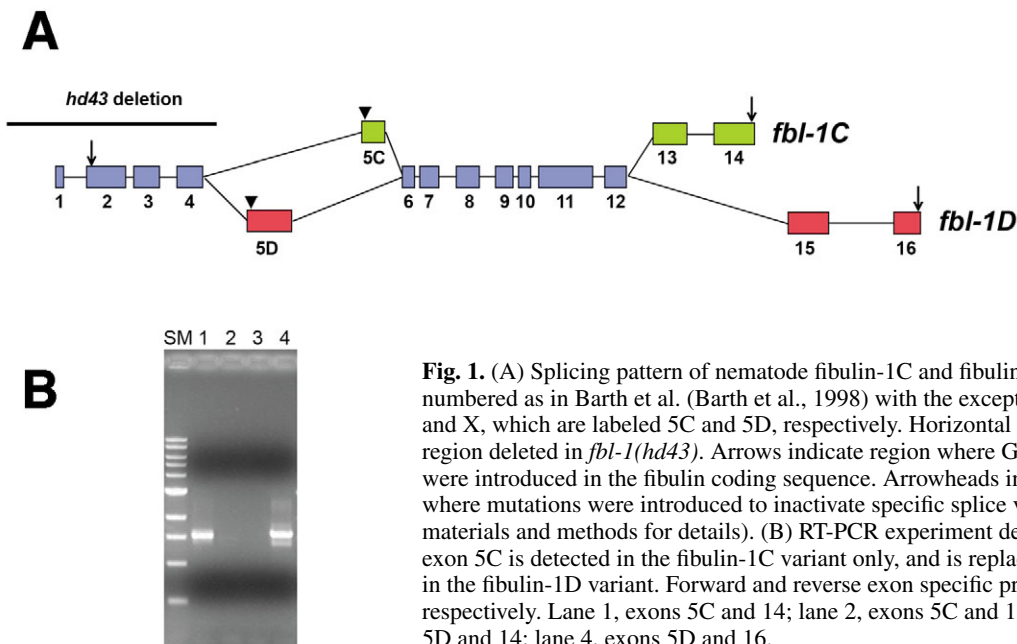 A
hd43 deletion
5C
13
14
fbl-1C
1
2
3
4
6
7
8
9
10
11
12
5D
15
16
fbl-1D
B
SM 1 2 3 4
Fig. 1. (A) Splicing pattern of nematode fibulin-1C and fibulin
numbered as in Barth et al. (Barth et al., 1998) with the except
and X, which are labeled 5C and 5D, respectively. Horizontal
region deleted in fbl-1(hd43). Arrows indicate region where G
were introduced in the fibulin coding sequence. Arrowheads in
where mutations were introduced to inactivate specific splice v
materials and methods for details). (B) RT-PCR experiment de
exon 5C is detected in the fibulin-1C variant only, and is repla
in the fibulin-1D variant. Forward and reverse exon specific pr
respectively. Lane 1, exons 5C and 14; lane 2, exons 5C and 1
5D and 14; lane 4, exons 5D and 16.